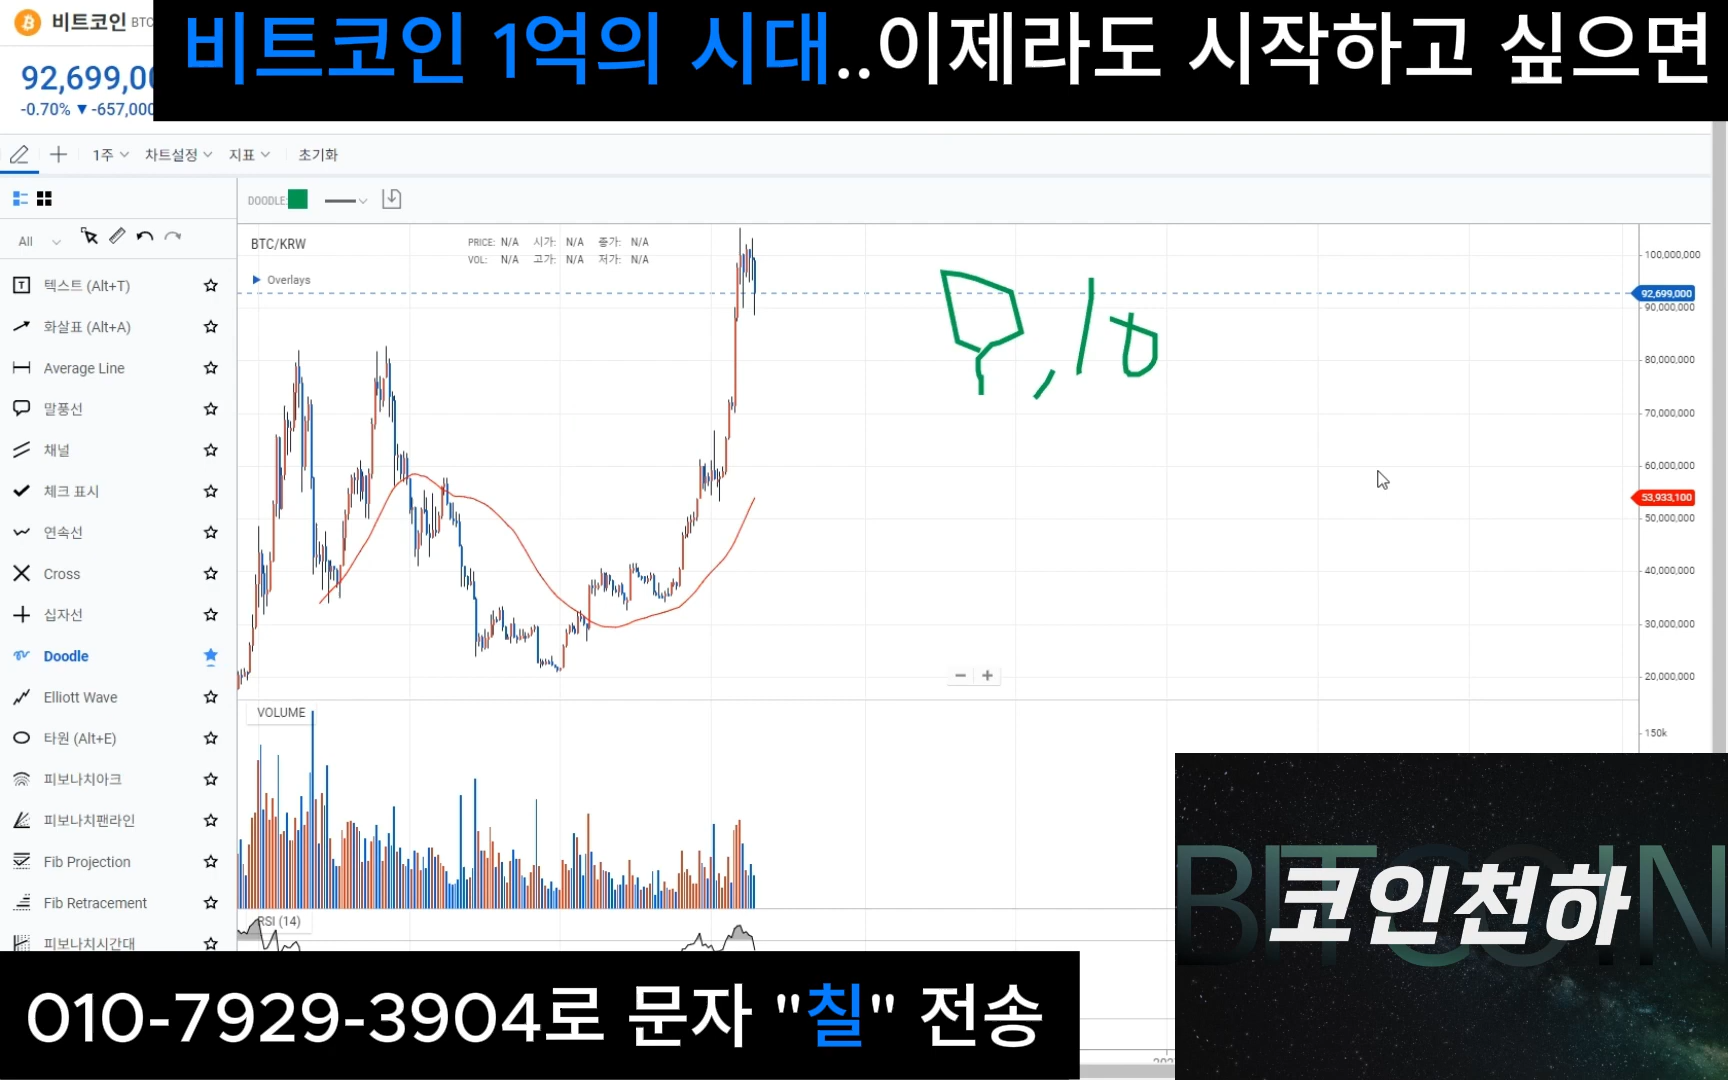 비트코인 BTC
비트코인 1억의 시대..이제라도 시작하고 싶으면
92,699,00
-0.70% ▼ -657,000
1주
차트설정
지표
초기화
DOODLE:
All
BTC/KRW
PRICE: N/A 시가: N/A 종가: N/A
VOL: N/A 고가: N/A 저가: N/A
Overlays
텍스트 (Alt+T)
화살표 (Alt+A)
Average Line
말풍선
채널
체크 표시
연속선
Cross
십자선
Doodle
Elliott Wave
타원 (Alt+E)
피보나치아크
피보나치팬라인
Fib Projection
Fib Retracement
피보나치시간대
100,000,000
92,699,000
90,000,000
80,000,000
70,000,000
60,000,000
53,933,100
50,000,000
40,000,000
30,000,000
20,000,000
VOLUME
150k
RSI (14)
BITCOIN
코인천하
010-7929-3904로 문자 "칠" 전송